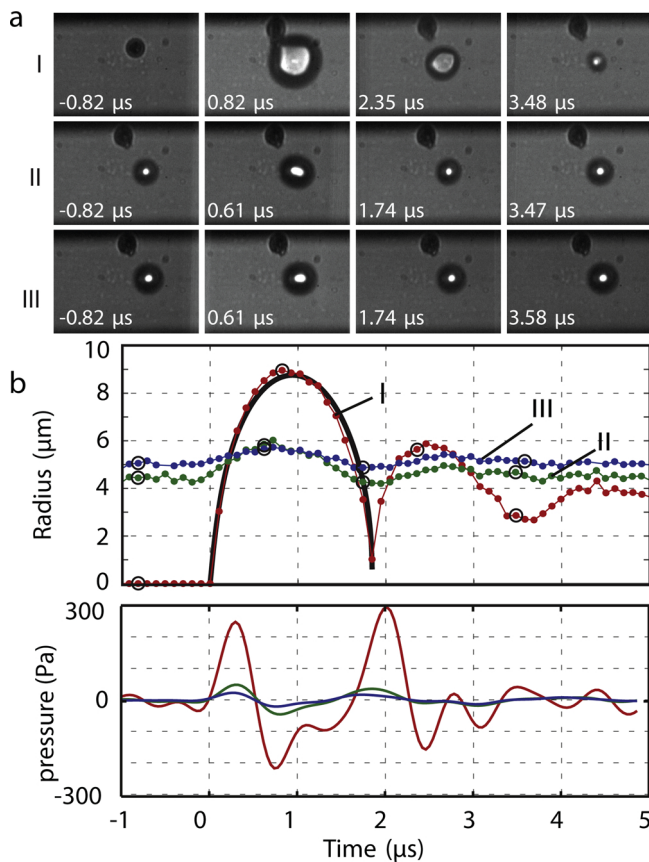 a
I
-0.82 µs
0.82 µs
2.35 µs
3.48 µs
II
-0.82 µs
0.61 µs
1.74 µs
3.47 µs
III
-0.82 µs
0.61 µs
1.74 µs
3.58 µs
b
Radius (µm)
10
8
6
4
2
0
I
III
II
pressure (Pa)
300
0
-300
-1
0
1
2
3
4
5
Time (µs)